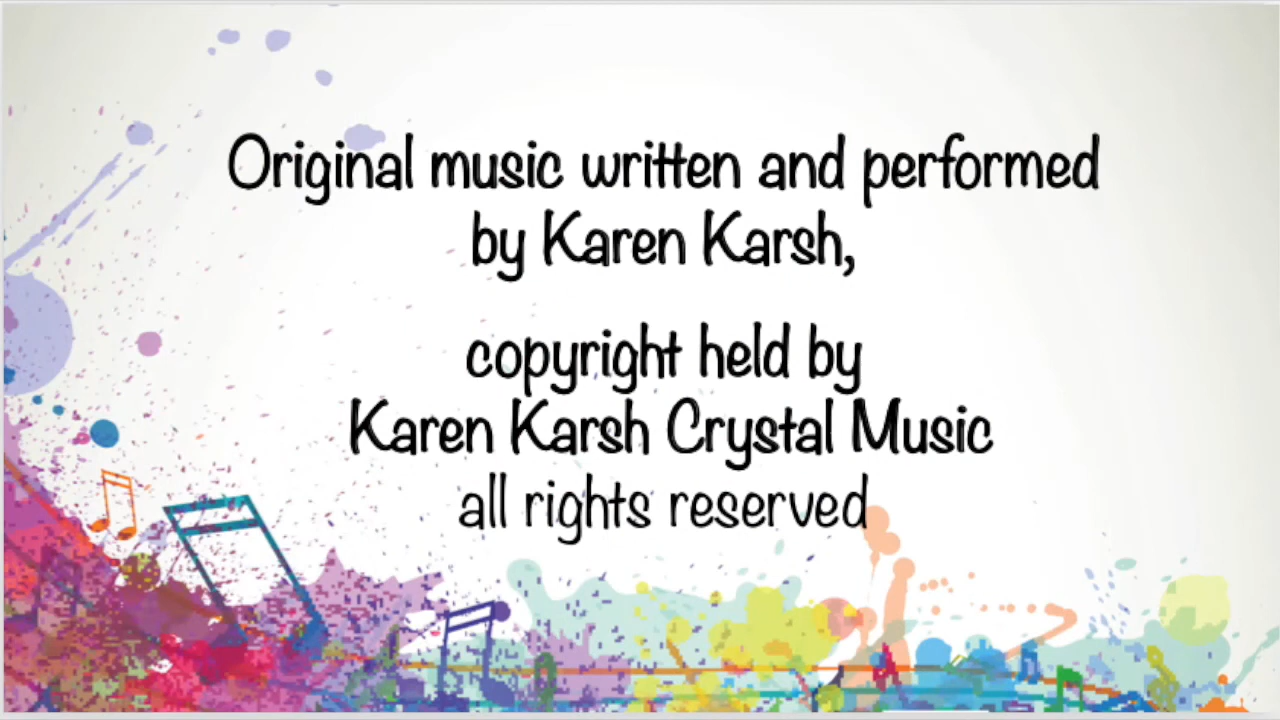 Original music written and performed
by Karen Karsh,
copyright held by
Karen Karsh Crystal Music
all rights reserved